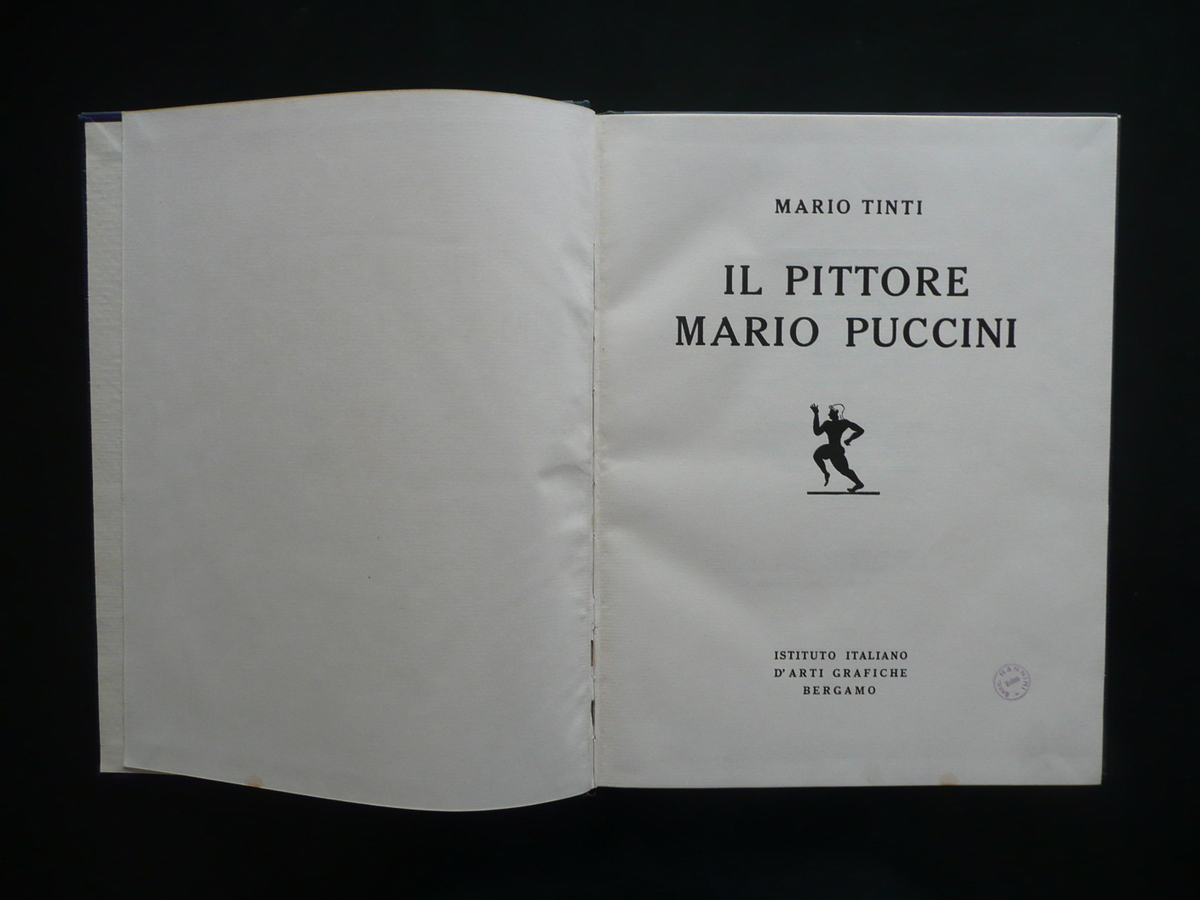 MARIO TINTI
IL PITTORE
MARIO PUCCINI
ISTITUTO ITALIANO
D'ARTI GRAFICHE
BERGAMO